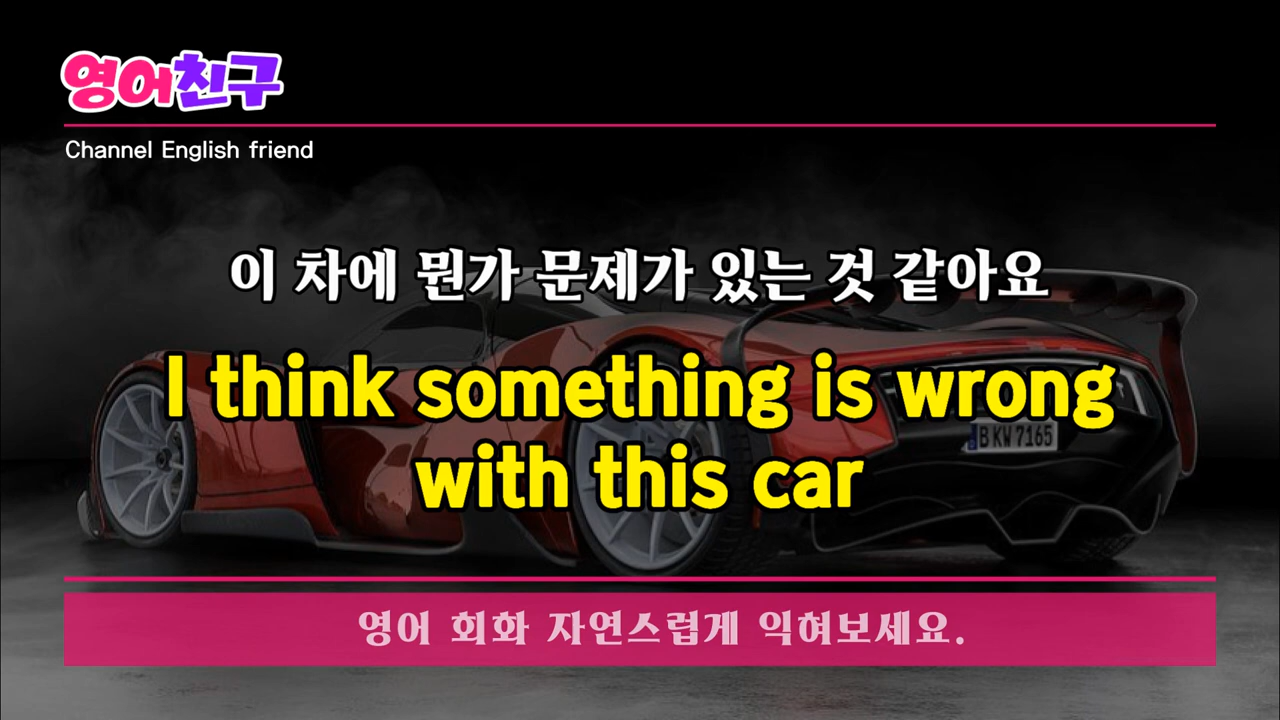 영어친구
Channel English friend
이 차에 뭔가 문제가 있는 것 같아요
I think something is wrong
with this car
B KW 7165
영어 회화 자연스럽게 익혀보세요.